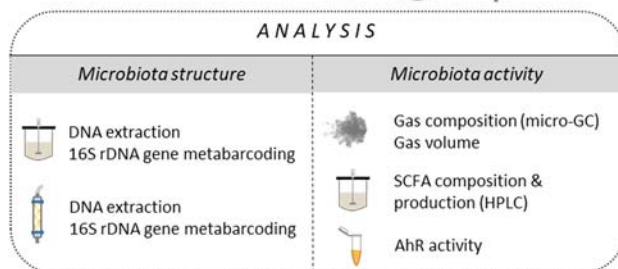 ANALYSIS
Microbiota structure
Microbiota activity
DNA extraction
16S rDNA gene metabarcoding
DNA extraction
16S rDNA gene metabarcoding
Gas composition (micro-GC)
Gas volume
SCFA composition &
production (HPLC)
AhR activity